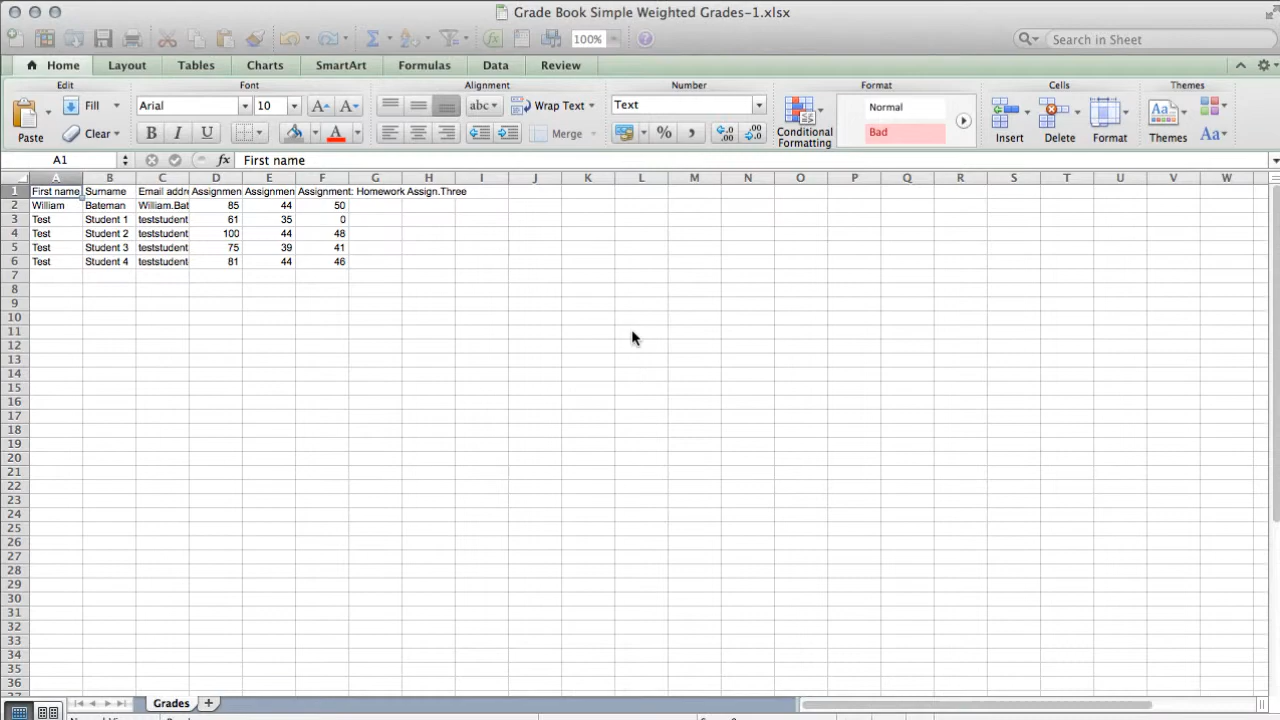 Grade Book Simple Weighted Grades-1.xlsx
100% Search in Sheet
Home Layout Tables Charts SmartArt Formulas Data Review
Edit Font Alignment Number Format Cells Themes
Fill Arial 10 abc Wrap Text Text Normal
Paste Clear B I U Merge % Conditional Formatting Bad Insert Delete Format Themes Aa
A1 fx First name
A B C D E F G H I J K L M N O P Q R S T U V W
1 First name Surname Email addre Assignmen Assignmen Assignment: Homework Assign.Three
2 William Bateman William.Bat 85 44 50
3 Test Student 1 teststudent 61 35 0
4 Test Student 2 teststudent 100 44 48
5 Test Student 3 teststudent 75 39 41
6 Test Student 4 teststudent 81 44 46
7
8
9
10
11
12
13
14
15
16
17
18
19
20
21
22
23
24
25
26
27
28
29
30
31
32
33
34
35
36
Grades